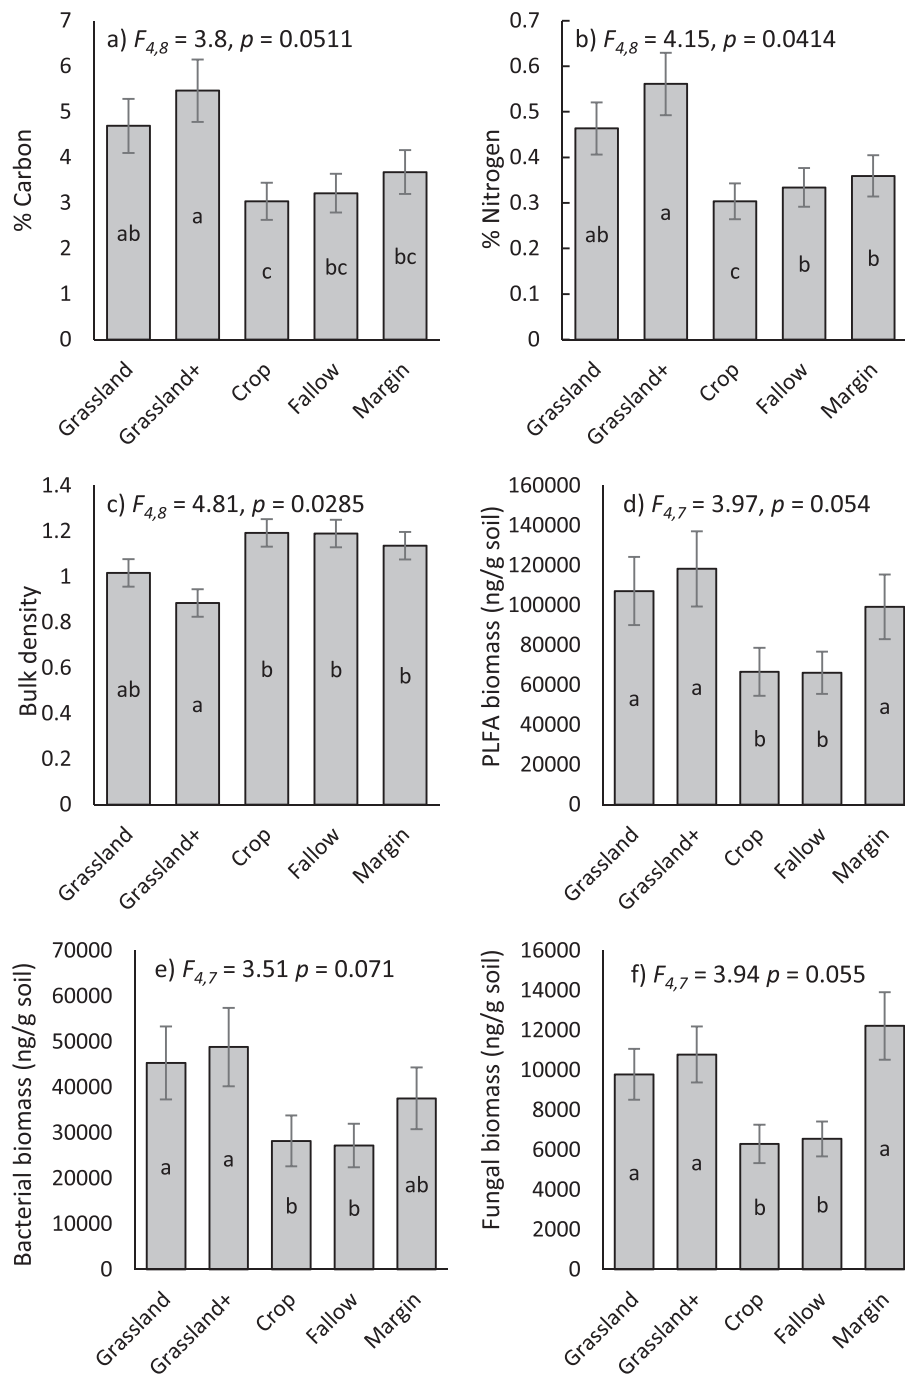 a) F4,8 = 3.8, p = 0.0511
% Carbon
7
6
5
4
3
2
1
0
ab
a
c
bc
bc
Grassland
Grassland+
Crop
Fallow
Margin
b) F4,8 = 4.15, p = 0.0414
% Nitrogen
0.7
0.6
0.5
0.4
0.3
0.2
0.1
0
ab
a
c
b
b
Grassland
Grassland+
Crop
Fallow
Margin
c) F4,8 = 4.81, p = 0.0285
Bulk density
1.4
1.2
1
0.8
0.6
0.4
0.2
0
ab
a
b
b
b
Grassland
Grassland+
Crop
Fallow
Margin
d) F4,7 = 3.97, p = 0.054
PLFA biomass (ng/g soil)
160000
140000
120000
100000
80000
60000
40000
20000
0
a
a
b
b
a
Grassland
Grassland+
Crop
Fallow
Margin
e) F4,7 = 3.51 p = 0.071
Bacterial biomass (ng/g soil)
70000
60000
50000
40000
30000
20000
10000
0
a
a
b
b
ab
Grassland
Grassland+
Crop
Fallow
Margin
f) F4,7 = 3.94 p = 0.055
Fungal biomass (ng/g soil)
16000
14000
12000
10000
8000
6000
4000
2000
0
a
a
b
b
a
Grassland
Grassland+
Crop
Fallow
Margin